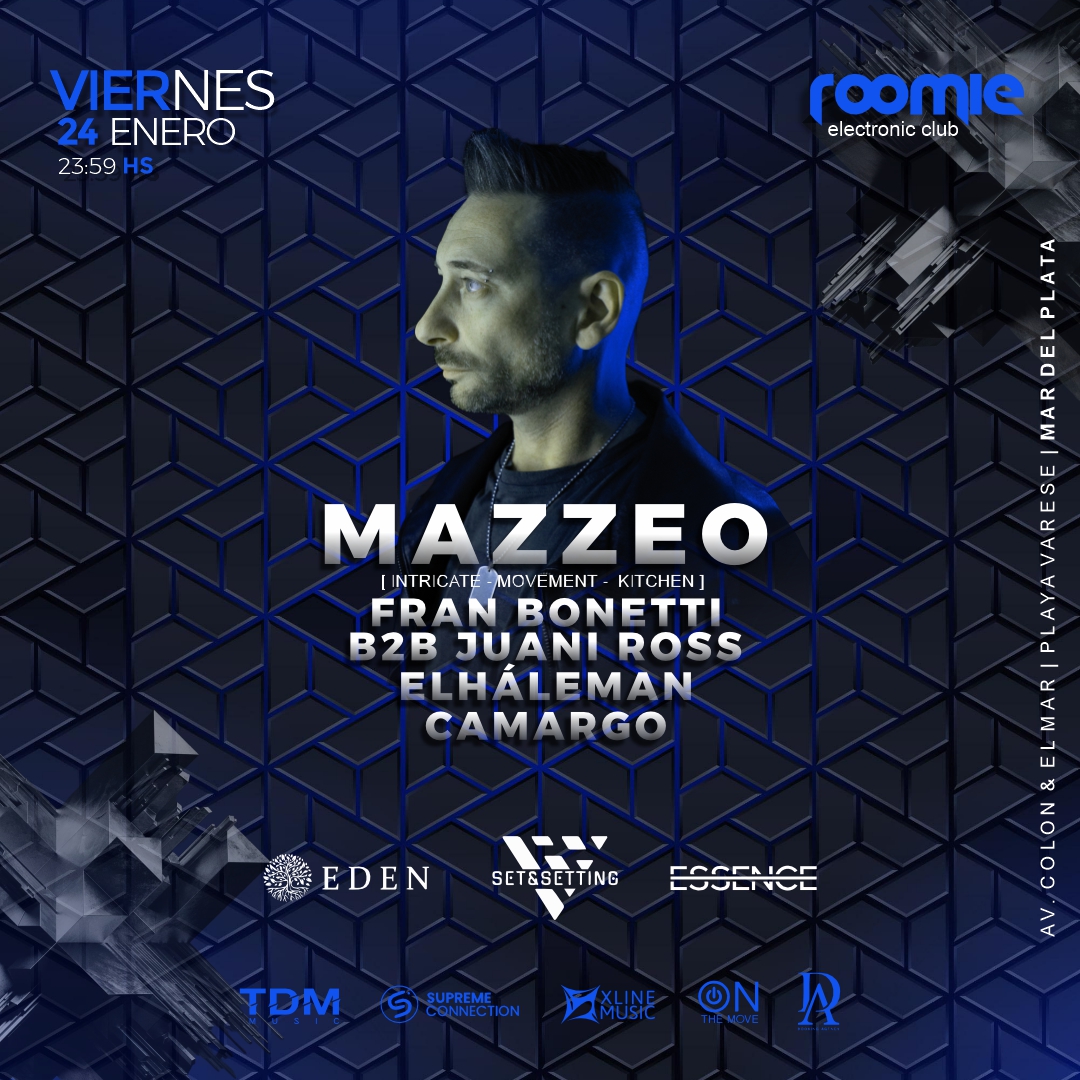 VIERNES
24 ENERO
23:59 HS
roomie
electronic club
AV. COLON & EL MAR | PLAYA VARESE | MAR DEL PLATA
MAZZEO
[ INTRICATE - MOVEMENT - KITCHEN ]
FRAN BONETTI
B2B JUANI ROSS
ELHÁLEMAN
CAMARGO
EDEN
SET&SETTING
ESSENCE
TDM
MUSIC
SUPREME
CONNECTION
XLINE
MUSIC
ON
THE MOVE